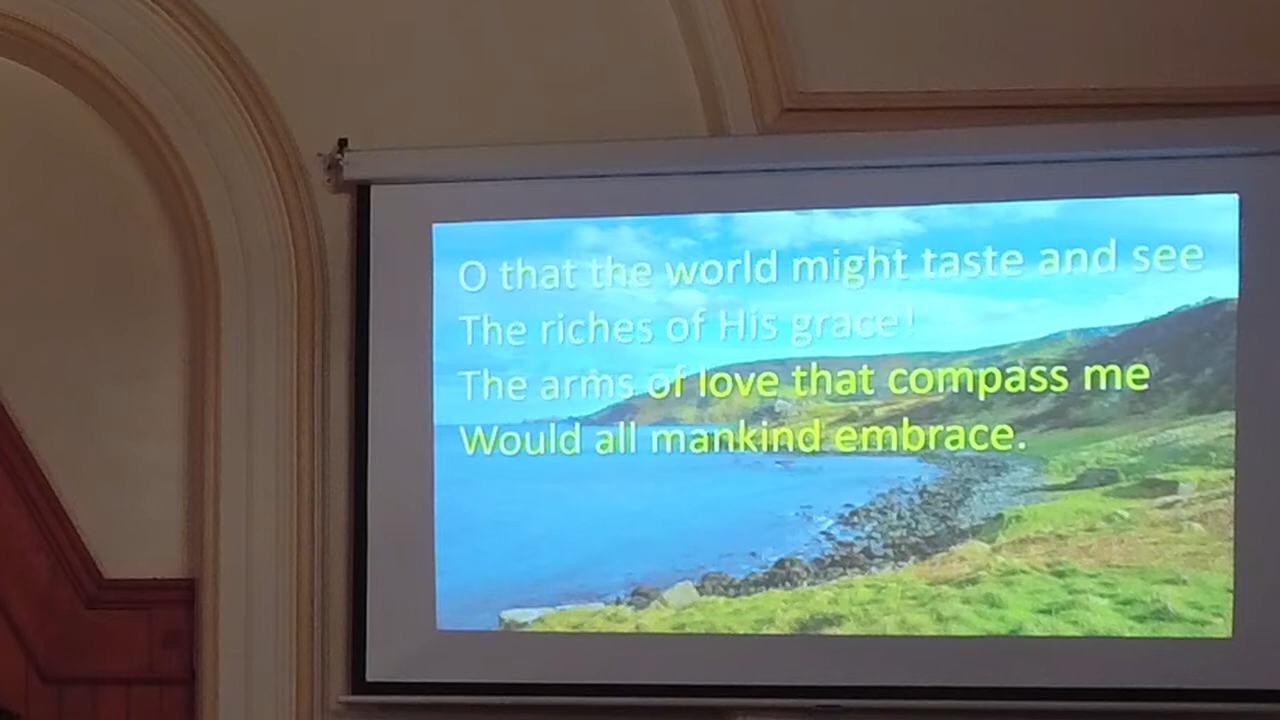 O that the world might taste and see
The riches of His grace!
The arms of love that compass me
Would all mankind embrace.